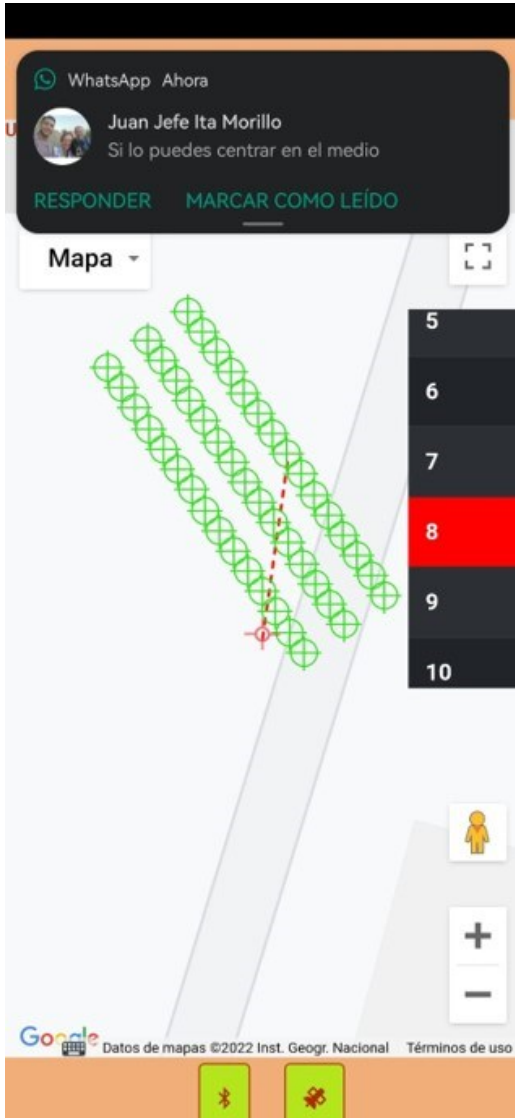 WhatsApp Ahora
Juan Jefe Ita Morillo
Si lo puedes centrar en el medio
RESPONDER MARCAR COMO LEÍDO
U
Mapa
5
6
7
8
9
10
Google
Datos de mapas ©2022 Inst. Geogr. Nacional Términos de uso